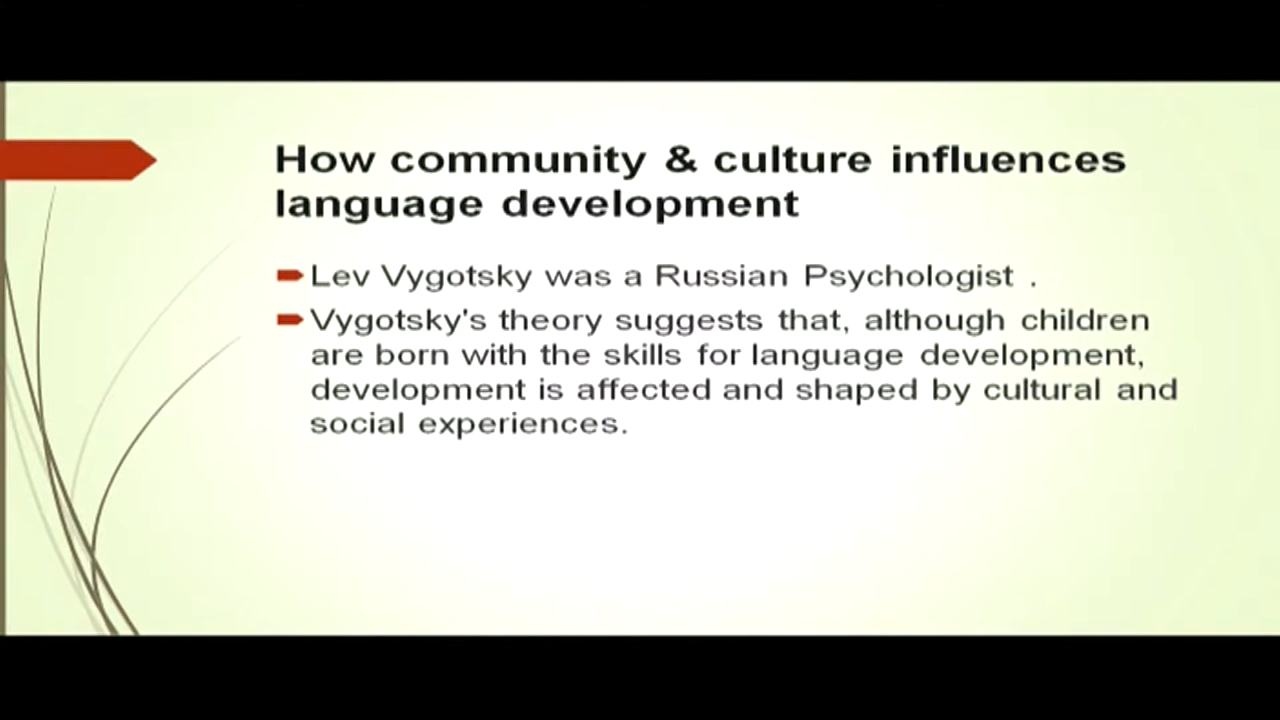 How community & culture influences
language development
Lev Vygotsky was a Russian Psychologist .
Vygotsky's theory suggests that, although children
are born with the skills for language development,
development is affected and shaped by cultural and
social experiences.